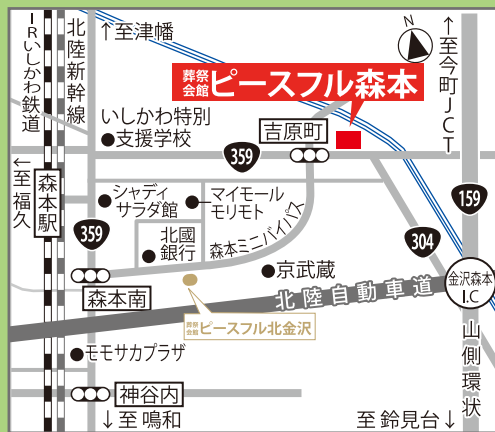 N
IRいしかわ鉄道
北陸新幹線
↑至津幡
←至今町JCT
葬祭
会館
ピースフル森本
いしかわ特別
支援学校
吉原町
359
←至福久
森本駅
シャディ
サラダ館
マイモール
モリモト
159
359
北國
銀行
森本ミニバイパス
304
京武蔵
金沢森本
I.C
森本南
北陸自動車道
葬祭
会館
ピースフル北金沢
モモサカプラザ
山側環状
神谷内
↓至 鳴和
至 鈴見台↓